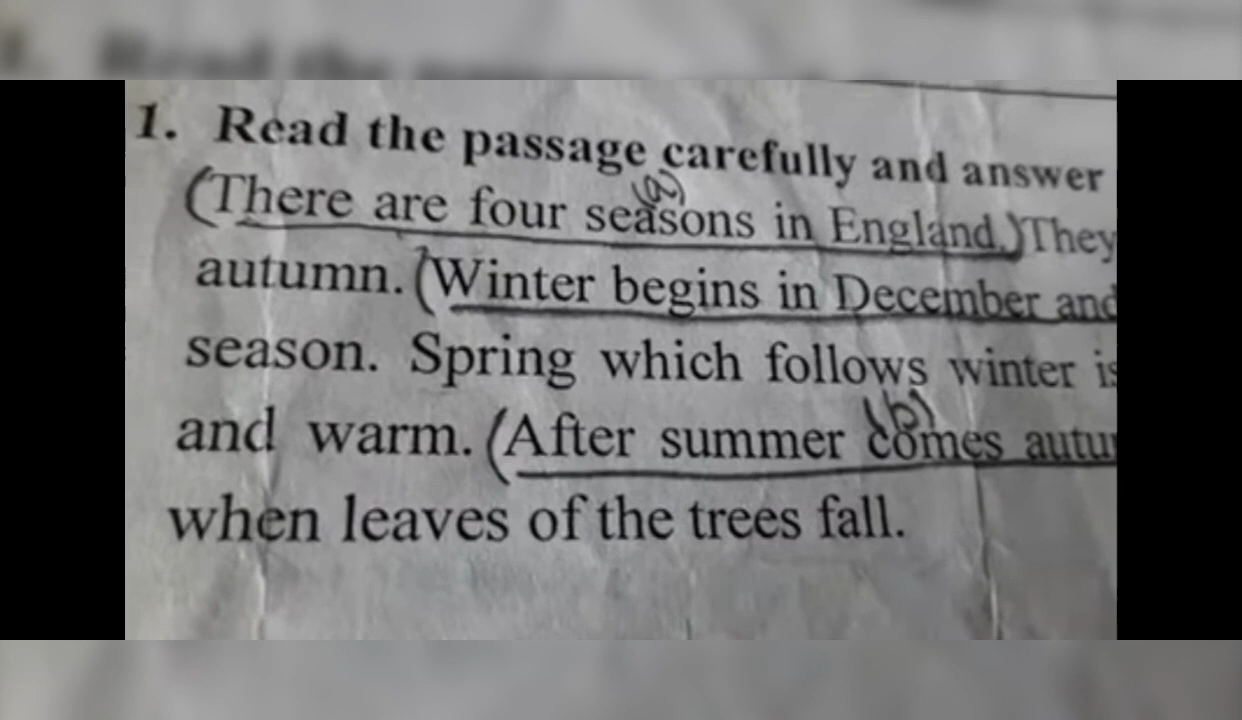 1. Read the passage carefully and answer
(a)
(There are four seasons in England.) They
autumn. (Winter begins in December and
season. Spring which follows winter is
(b)
and warm. (After summer comes autu
when leaves of the trees fall.